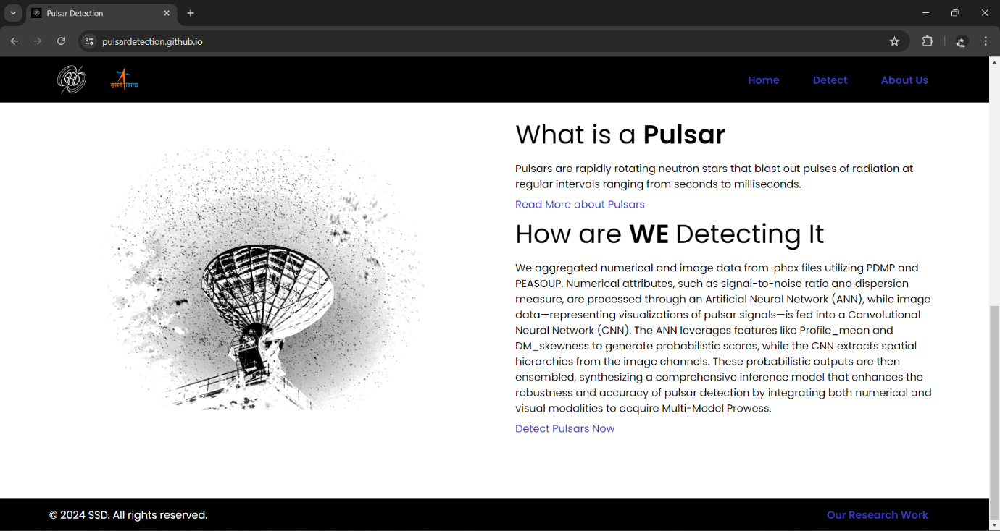 Pulsar Detection
pulsardetection.github.io
SSD
इसरो isro
Home
Detect
About Us
What is a Pulsar
Pulsars are rapidly rotating neutron stars that blast out pulses of radiation at
regular intervals ranging from seconds to milliseconds.
Read More about Pulsars
How are WE Detecting It
We aggregated numerical and image data from .phcx files utilizing PDMP and
PEASOUP. Numerical attributes, such as signal-to-noise ratio and dispersion
measure, are processed through an Artificial Neural Network (ANN), while image
data—representing visualizations of pulsar signals—is fed into a Convolutional
Neural Network (CNN). The ANN leverages features like Profile_mean and
DM_skewness to generate probabilistic scores, while the CNN extracts spatial
hierarchies from the image channels. These probabilistic outputs are then
ensembled, synthesizing a comprehensive inference model that enhances the
robustness and accuracy of pulsar detection by integrating both numerical and
visual modalities to acquire Multi-Model Prowess.
Detect Pulsars Now
© 2024 SSD. All rights reserved.
Our Research Work